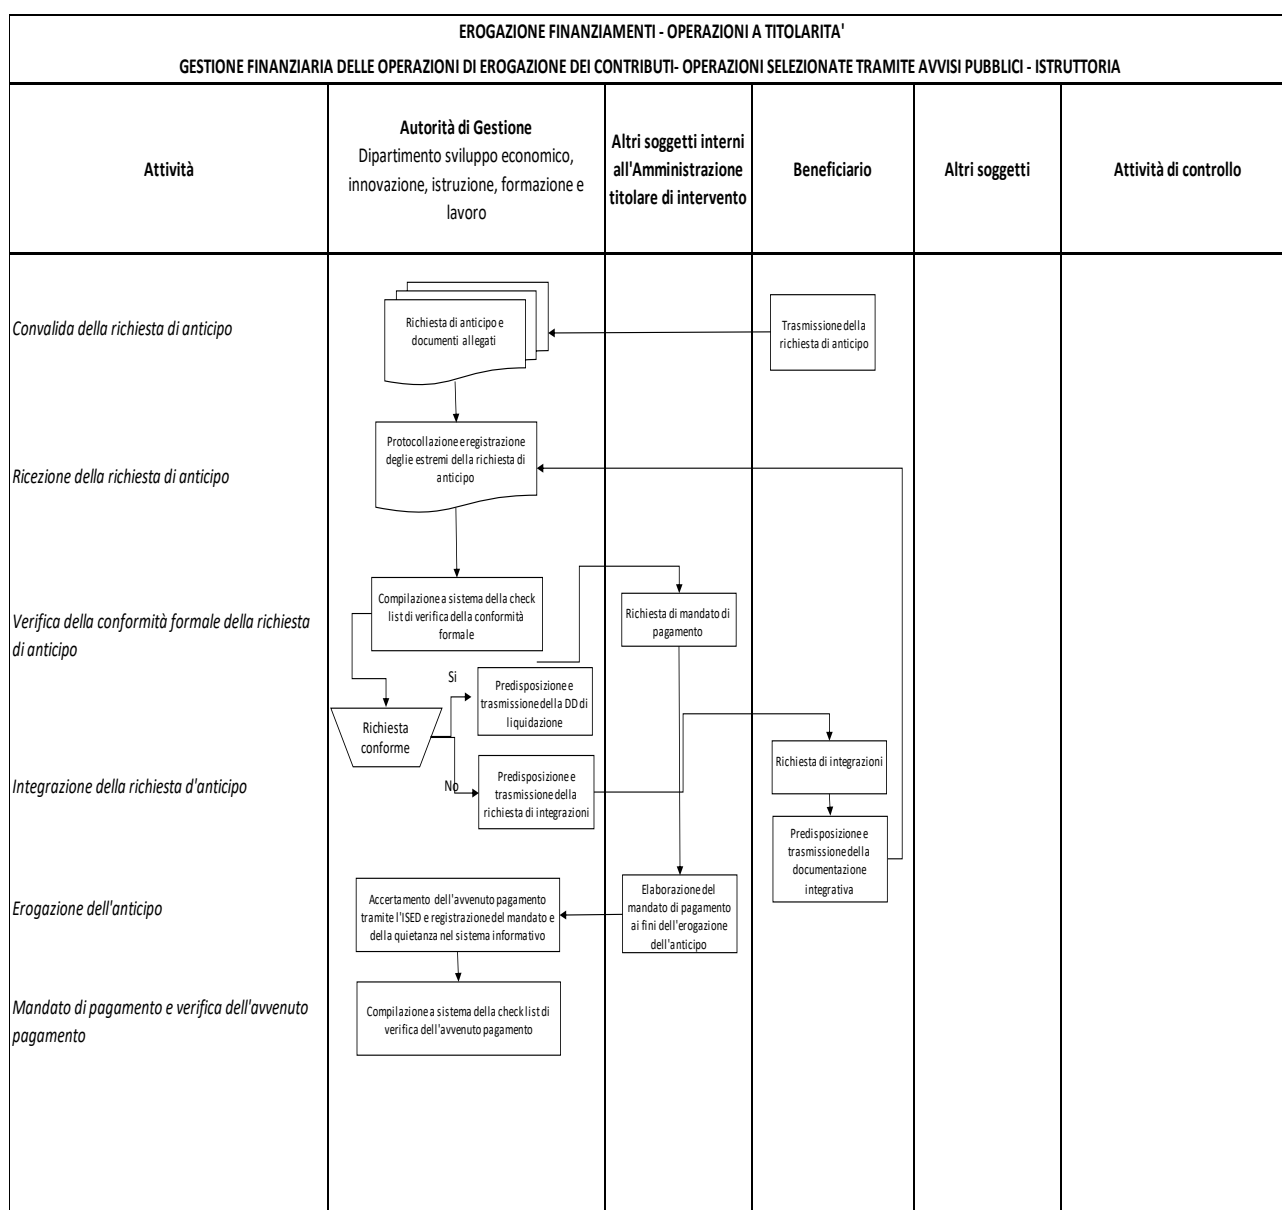 EROGAZIONE FINANZIAMENTI - OPERAZIONI A TITOLARITA'
GESTIONE FINANZIARIA DELLE OPERAZIONI DI EROGAZIONE DEI CONTRIBUTI- OPERAZIONI SELEZIONATE TRAMITE AVVISI PUBBLICI - ISTRUTTORIA
Attività
Autorità di Gestione
Dipartimento sviluppo economico,
innovazione, istruzione, formazione e
lavoro
Altri soggetti interni
all'Amministrazione
titolare di intervento
Beneficiario
Altri soggetti
Attività di controllo
Convalida della richiesta di anticipo
Richiesta di anticipo e
documenti allegati
Trasmissione della
richiesta di anticipo
Ricezione della richiesta di anticipo
Protocollazione e registrazione
deglie estremi della richiesta di
anticipo
Verifica della conformità formale della richiesta
di anticipo
Compilazione a sistema della check
list di verifica della conformità
formale
Richiesta di mandato di
pagamento
Si
Predisposizione e
trasmissione della DD di
liquidazione
Richiesta
conforme
Richiesta di integrazioni
Integrazione della richiesta d'anticipo
No
Predisposizione e
trasmissione della
richiesta di integrazioni
Predisposizione e
trasmissione della
documentazione
integrativa
Erogazione dell'anticipo
Accertamento dell'avvenuto pagamento
tramite l'ISED e registrazione del mandato e
della quietanza nel sistema informativo
Elaborazione del
mandato di pagamento
ai fini dell'erogazione
dell'anticipo
Mandato di pagamento e verifica dell'avvenuto
pagamento
Compilazione a sistema della check list di
verifica dell'avvenuto pagamento